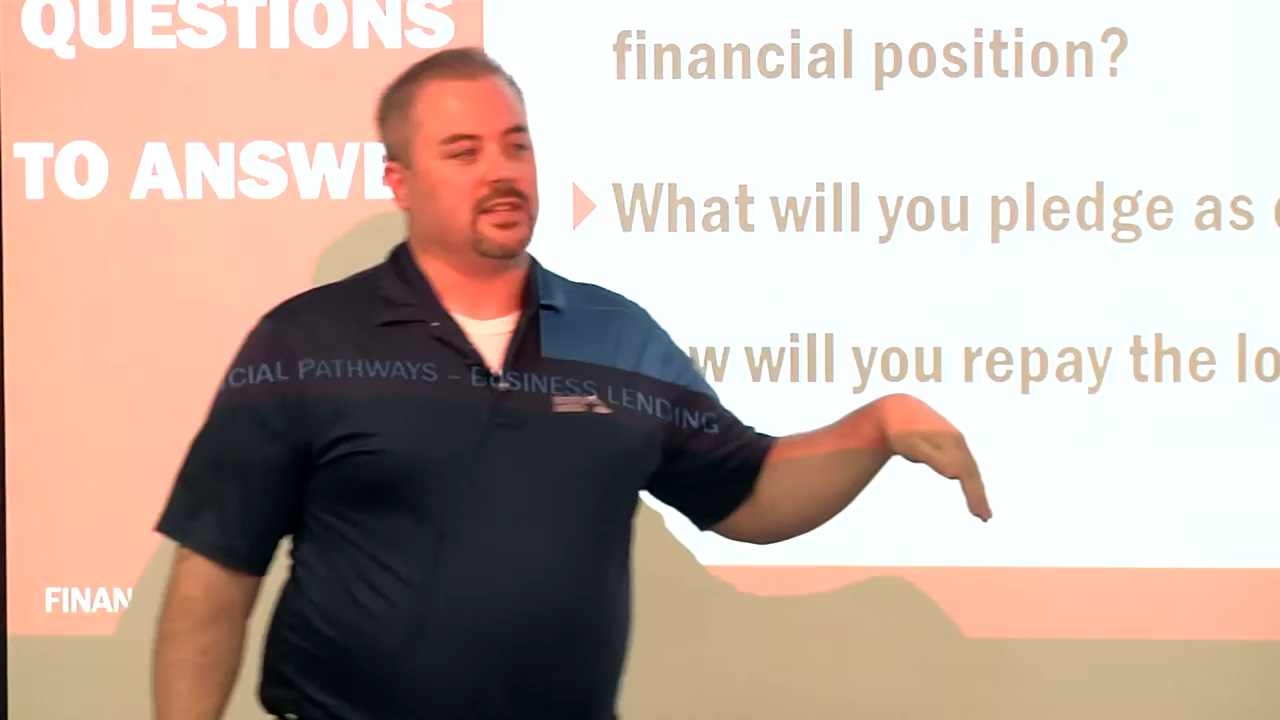 QUESTIONS
TO ANSWE
financial position?
What will you pledge as
w will you repay the lo
FINAN
CIAL PATHWAYS – BUSINESS LENDING